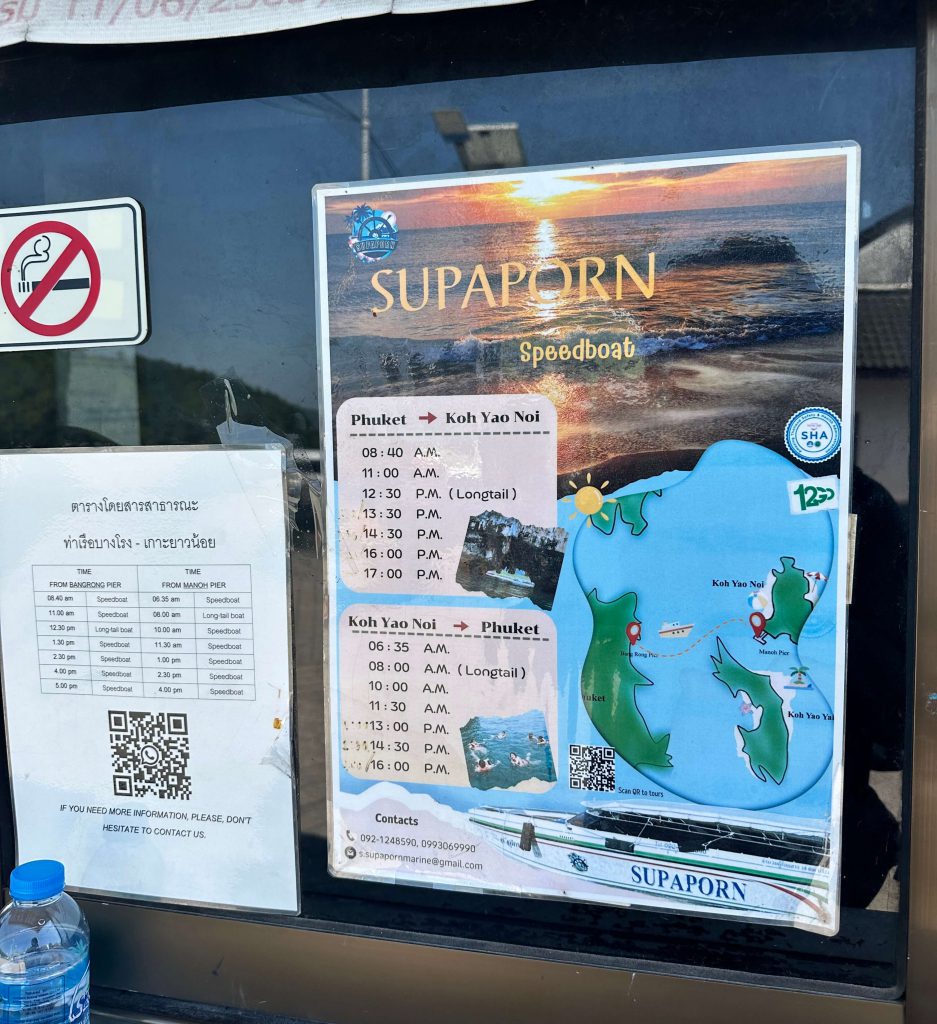 11/06/256
ตารางโดยสารสาธารณะ
ท่าเรือบางโรง - เกาะยาวน้อย
TIME TIME
FROM BANGRONG PIER FROM MANOH PIER
08.40 am Speedboat 06.35 am Speedboat
11.00 am Speedboat 08.00 am Long-tail boat
12.30 pm Long-tail boat 10.00 am Speedboat
1.30 pm Speedboat 11.30 am Speedboat
2.30 pm Speedboat 1.00 pm Speedboat
4.00 pm Speedboat 2.30 pm Speedboat
5.00 pm Speedboat 4.00 pm Speedboat
IF YOU NEED MORE INFORMATION, PLEASE, DON'T
HESITATE TO CONTACT US.
SUPAPORN
SUPAPORN
Speedboat
Phuket → Koh Yao Noi
08 : 40 A.M.
11 : 00 A.M.
12 : 30 P.M. ( Longtail )
13 : 30 P.M.
14 : 30 P.M.
16 : 00 P.M.
17 : 00 P.M.
Koh Yao Noi → Phuket
06 : 35 A.M.
08 : 00 A.M. ( Longtail )
10 : 00 A.M.
11 : 30 A.M.
13 : 00 P.M.
14 : 30 P.M.
16 : 00 P.M.
SHA
Koh Yao Noi
Bang Rong Pier
Manoh Pier
uket
Koh Yao Yai
Scan QR to tours
Contacts
092-1248590, 0993069990
s.supapornmarine@gmail.com
SUPAPORN